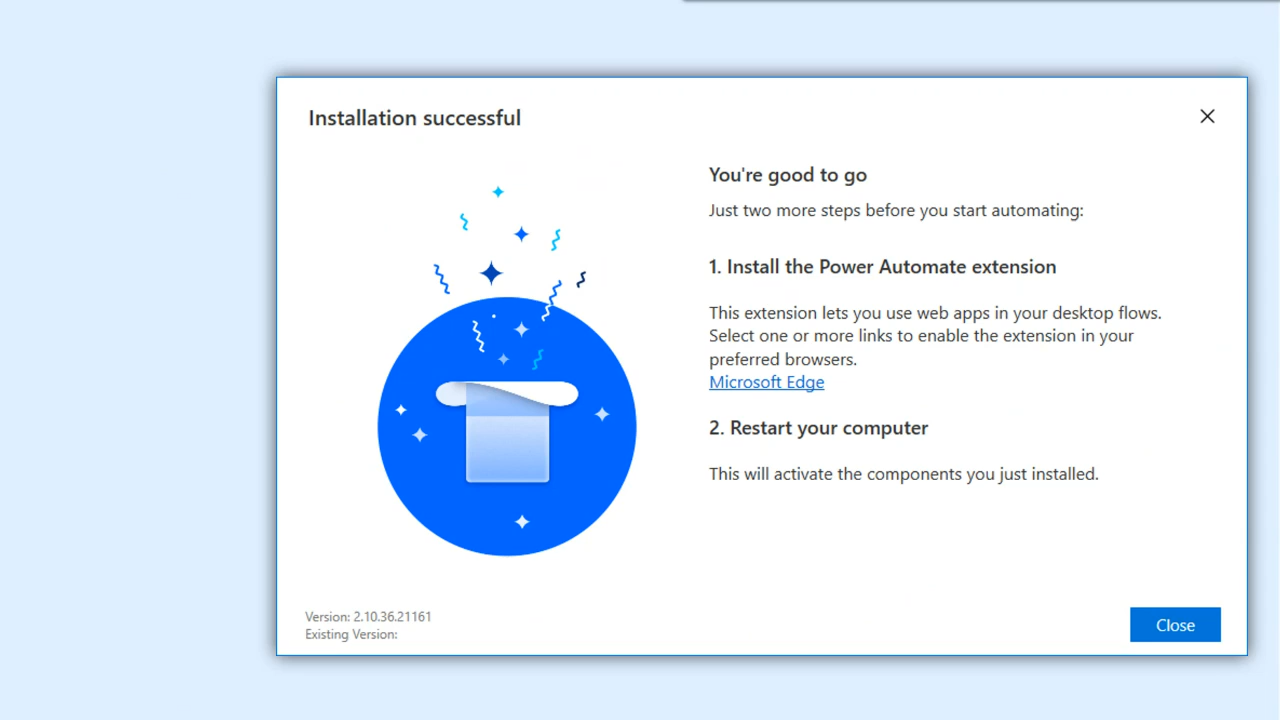 Installation successful
You're good to go
Just two more steps before you start automating:
1. Install the Power Automate extension
This extension lets you use web apps in your desktop flows.
Select one or more links to enable the extension in your
preferred browsers.
Microsoft Edge
2. Restart your computer
This will activate the components you just installed.
Version: 2.10.36.21161
Existing Version:
Close